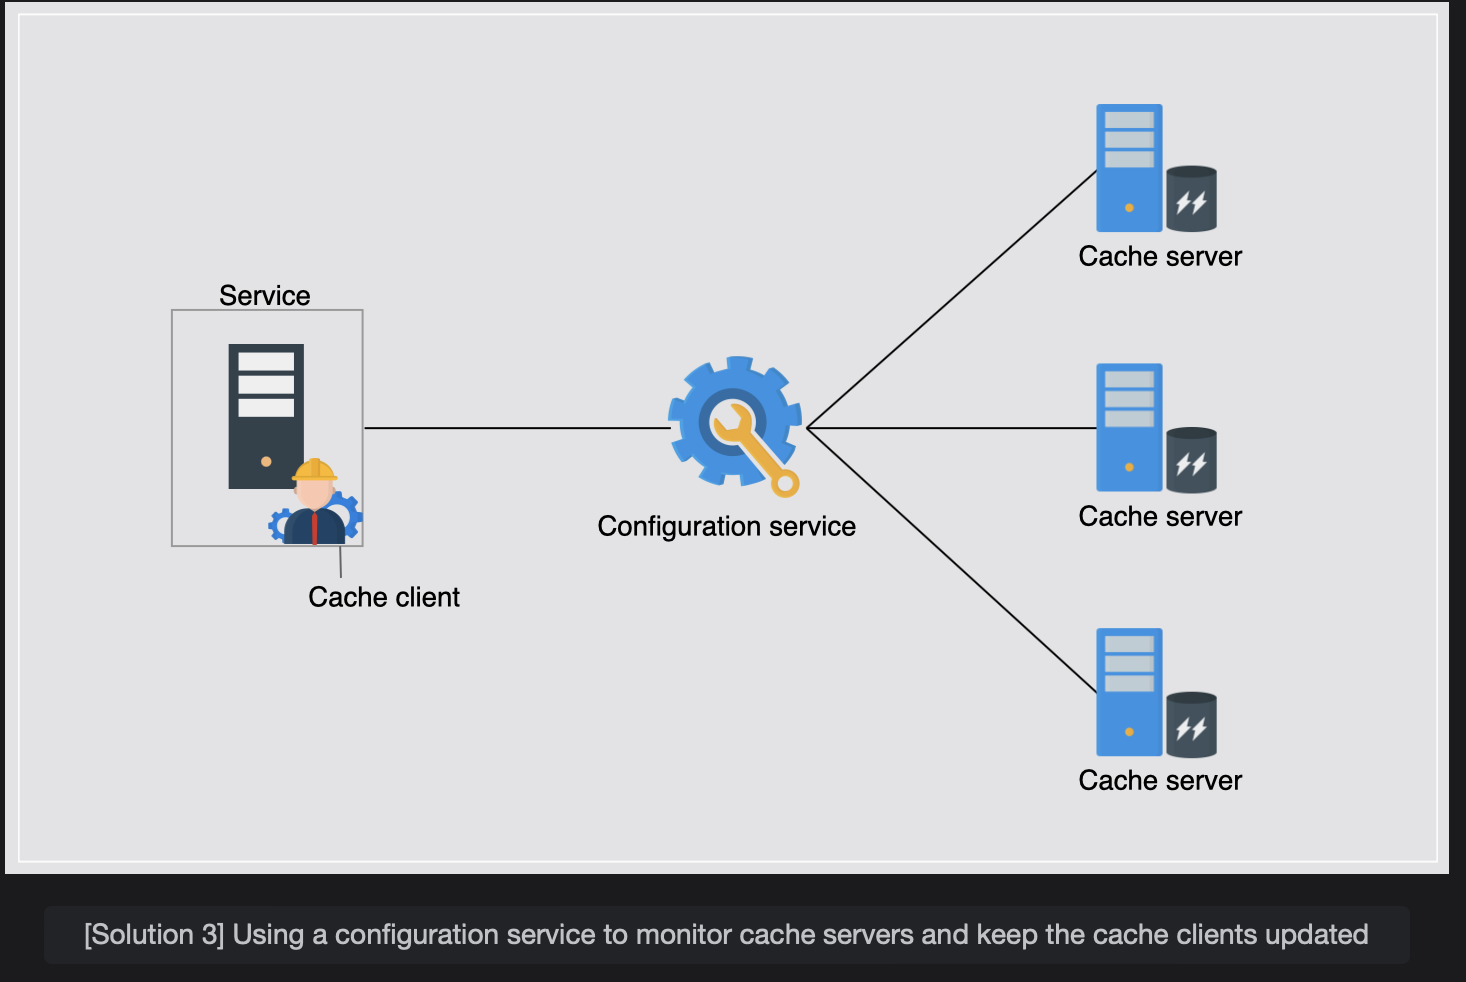 Service
Cache client
Configuration service
Cache server
Cache server
Cache server
[Solution 3] Using a configuration service to monitor cache servers and keep the cache clients updated